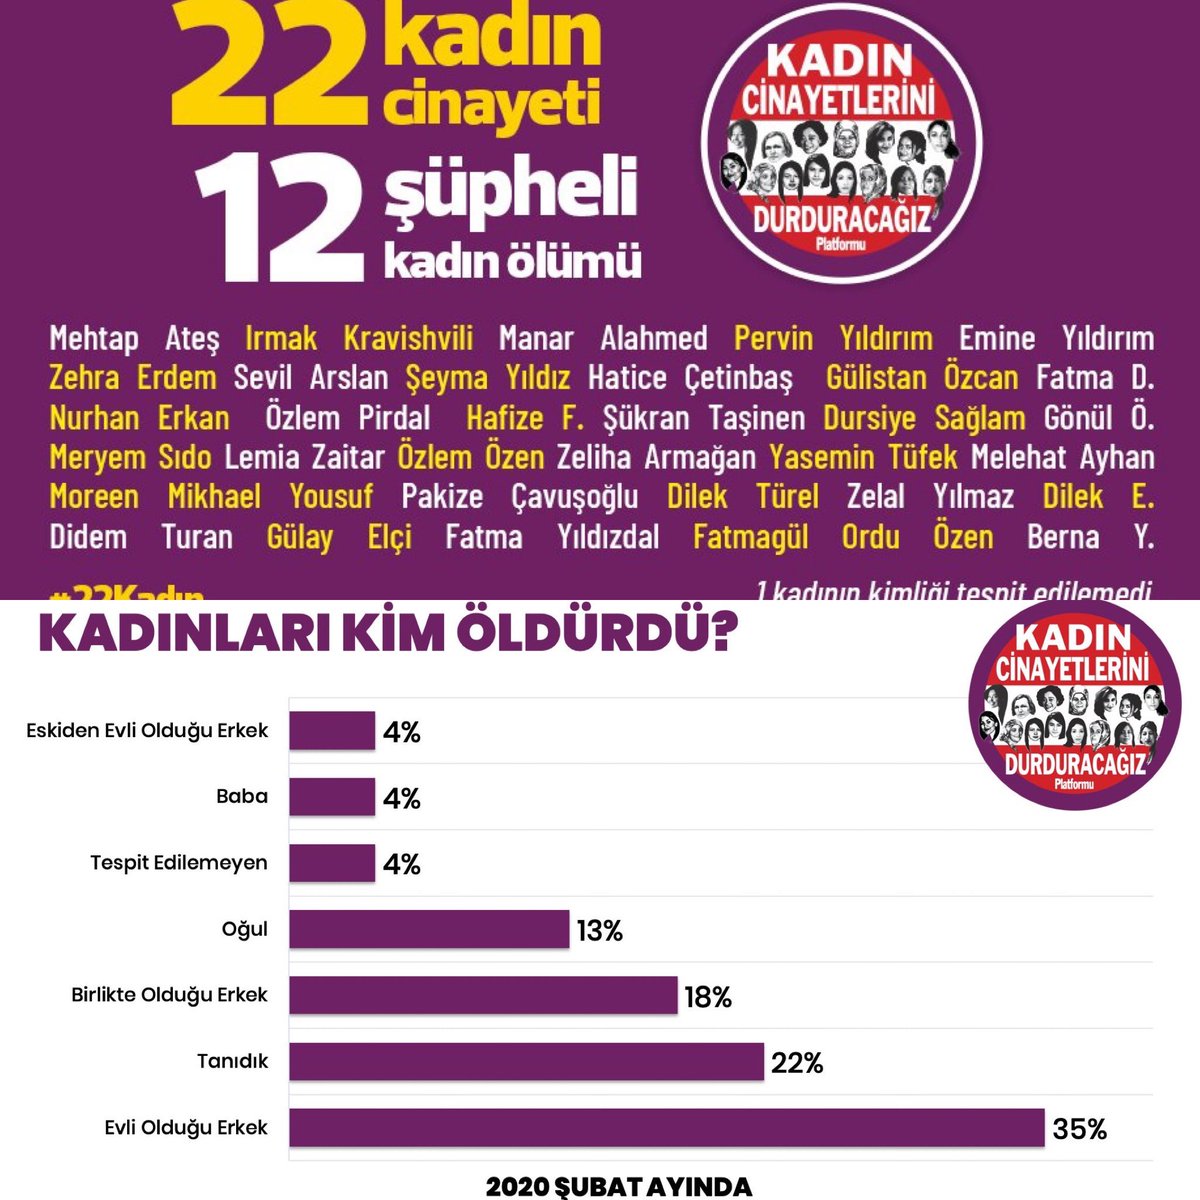 22 kadın
cinayeti
12 şüpheli
kadın ölümü
KADIN
CİNAYETLERİNİ
DURDURACAĞIZ
Platformu
Mehtap Ateş Irmak Kravishvili Manar Alahmed Pervin Yıldırım Emine Yıldırım
Zehra Erdem Sevil Arslan Şeyma Yıldız Hatice Çetinbaş Gülistan Özcan Fatma D.
Nurhan Erkan Özlem Pirdal Hafize F. Şükran Taşinen Dursiye Sağlam Gönül Ö.
Meryem Sıdo Lemia Zaitar Özlem Özen Zeliha Armağan Yasemin Tüfek Melehat Ayhan
Moreen Mikhael Yousuf Pakize Çavuşoğlu Dilek Türel Zelal Yılmaz Dilek E.
Didem Turan Gülay Elçi Fatma Yıldızdal Fatmagül Ordu Özen Berna Y.
#22Kadın
1 kadının kimliği tespit edilemedi
KADINLARI KİM ÖLDÜRDÜ?
KADIN
CİNAYETLERİNİ
DURDURACAĞIZ
Platformu
Eskiden Evli Olduğu Erkek 4%
Baba 4%
Tespit Edilemeyen 4%
Oğul 13%
Birlikte Olduğu Erkek 18%
Tanıdık 22%
Evli Olduğu Erkek 35%
2020 ŞUBAT AYINDA